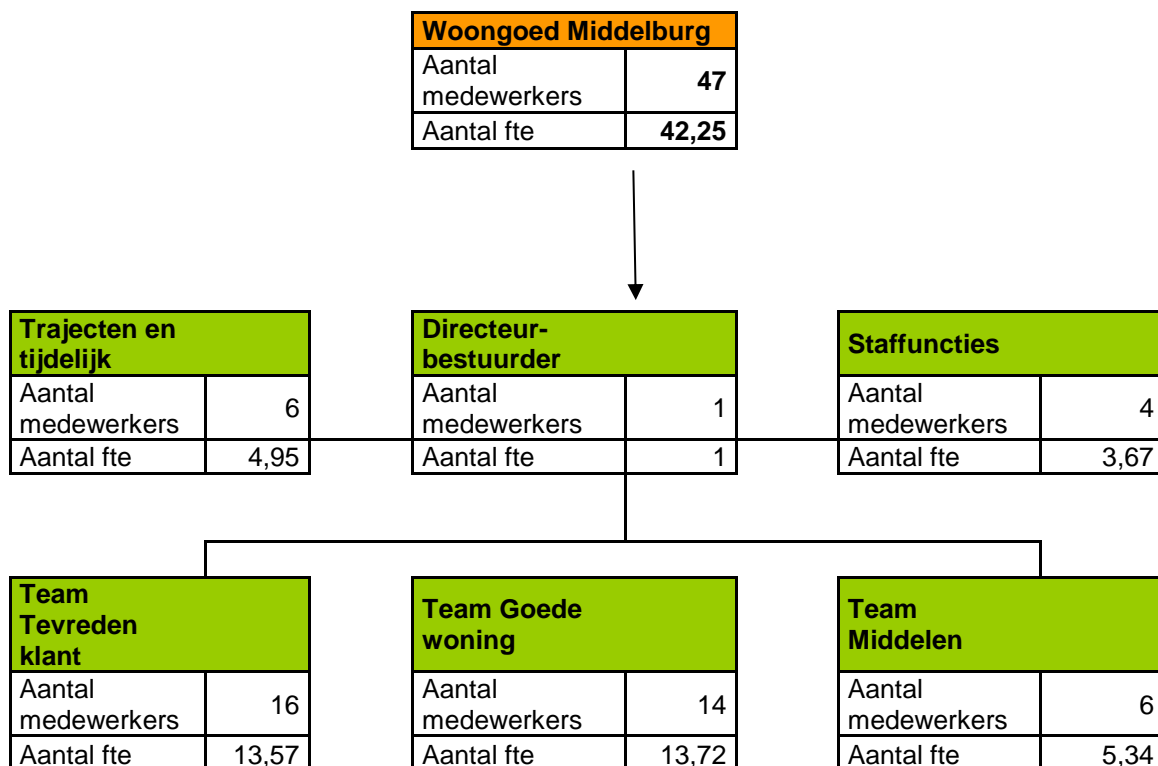 Woongoed Middelburg
Aantal
medewerkers 47
Aantal fte 42,25
Trajecten en
tijdelijk
Aantal
medewerkers 6
Aantal fte 4,95
Directeur-
bestuurder
Aantal
medewerkers 1
Aantal fte 1
Staffuncties
Aantal
medewerkers 4
Aantal fte 3,67
Team
Tevreden
klant
Aantal
medewerkers 16
Aantal fte 13,57
Team Goede
woning
Aantal
medewerkers 14
Aantal fte 13,72
Team
Middelen
Aantal
medewerkers 6
Aantal fte 5,34